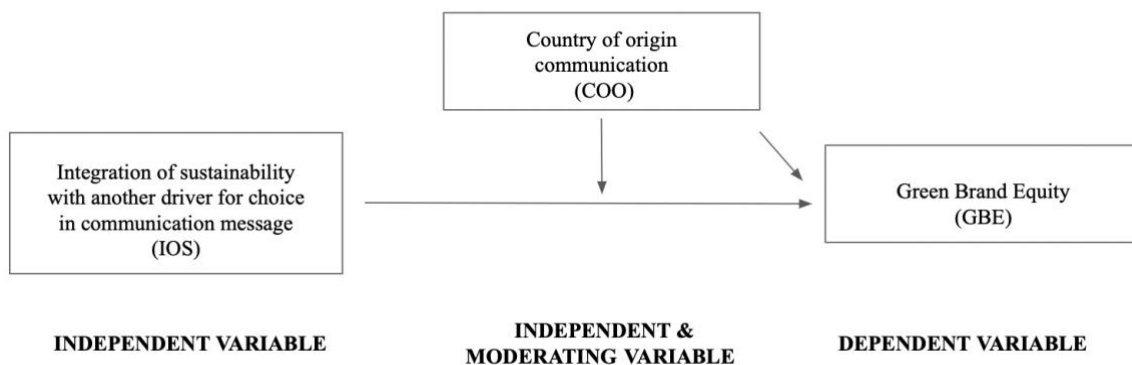 Country of origin
communication
(COO)
Integration of sustainability
with another driver for choice
in communication message
(IOS)
Green Brand Equity
(GBE)
INDEPENDENT VARIABLE
INDEPENDENT &
MODERATING VARIABLE
DEPENDENT VARIABLE